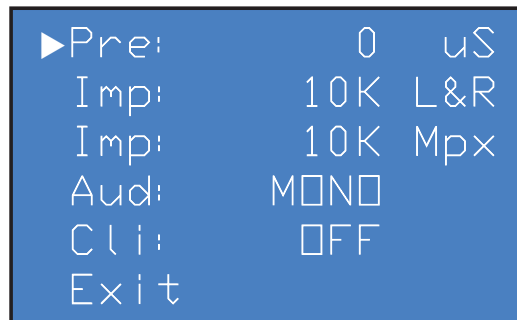 ▶Pre: 0 uS
Imp: 10K L&R
Imp: 10K Mpx
Aud: MONO
Cli: OFF
Exit